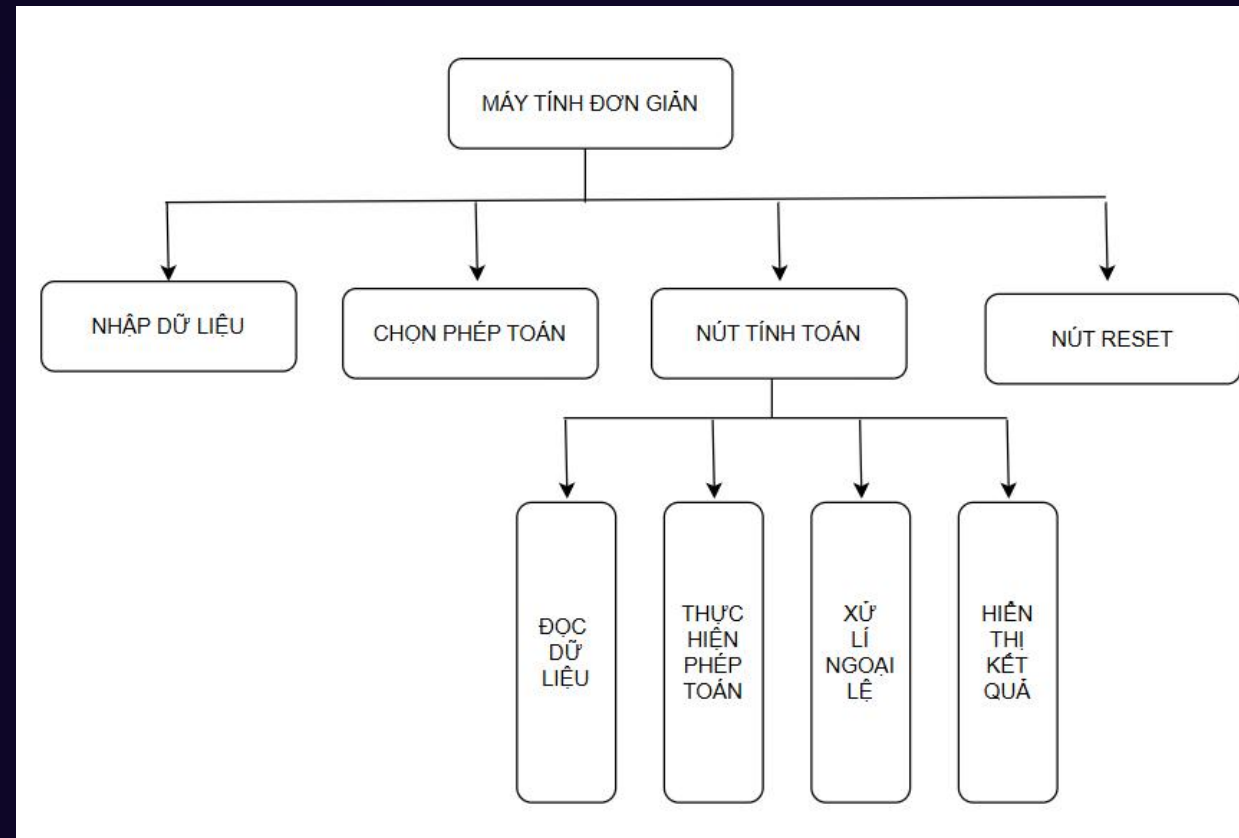 MÁY TÍNH ĐƠN GIẢN
NHẬP DỮ LIỆU
CHỌN PHÉP TOÁN
NÚT TÍNH TOÁN
NÚT RESET
ĐỌC
DỮ
LIỆU
THỰC
HIỆN
PHÉP
TOÁN
XỬ
LÍ
NGOẠI
LỆ
HIỂN
THỊ
KẾT
QUẢ